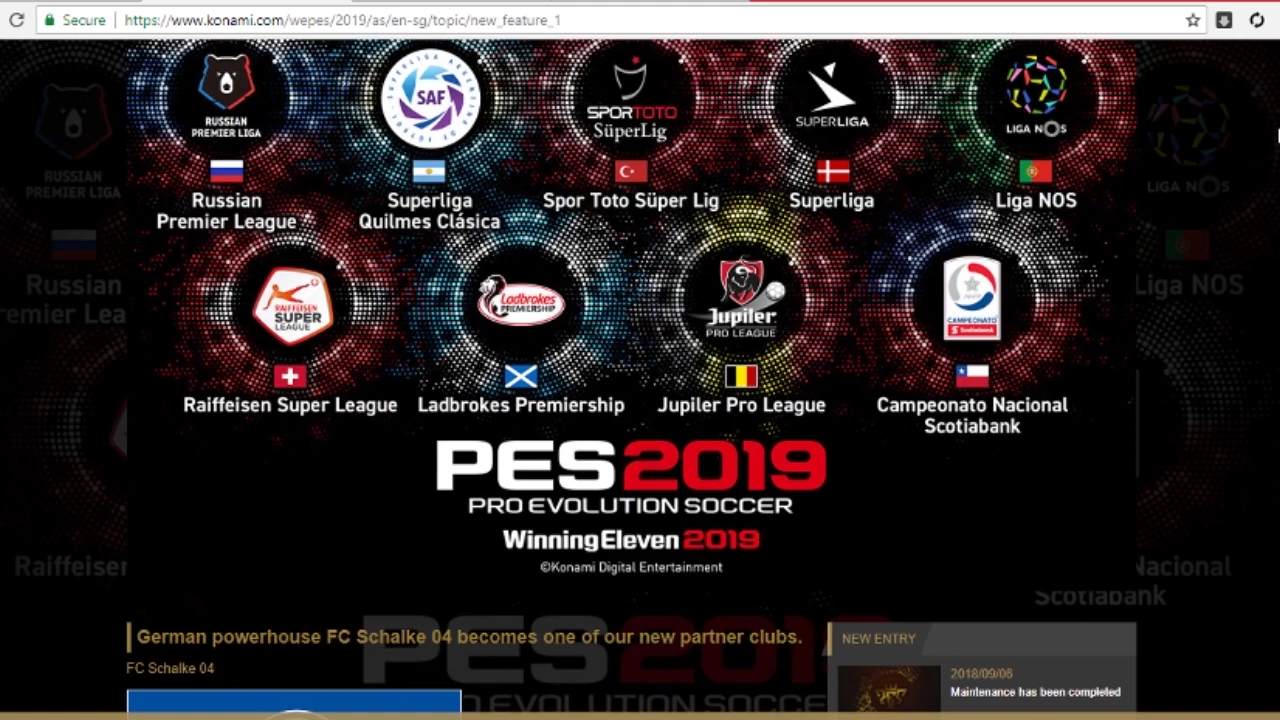 Secure
https://www.konami.com/wepes/2019/as/en-sg/topic/new_feature_1
RUSSIAN
PREMIER LIGA
SAF
SPORTOTO
SüperLig
SUPERLIGA
LIGA NOS
Russian
Premier League
Superliga
Quilmes Clásica
Spor Toto Süper Lig
Superliga
Liga NOS
RAIFFEISEN
SUPER
LEAGUE
Ladbrokes
PREMIERSHIP
Jupiler
PRO LEAGUE
CAMPEONATO
Scotiabank
Raiffeisen Super League
Ladbrokes Premiership
Jupiler Pro League
Campeonato Nacional
Scotiabank
PES2019
PRO EVOLUTION SOCCER
WinningEleven 2019
©Konami Digital Entertainment
German powerhouse FC Schalke 04 becomes one of our new partner clubs.
FC Schalke 04
NEW ENTRY
2018/09/06
Maintenance has been completed